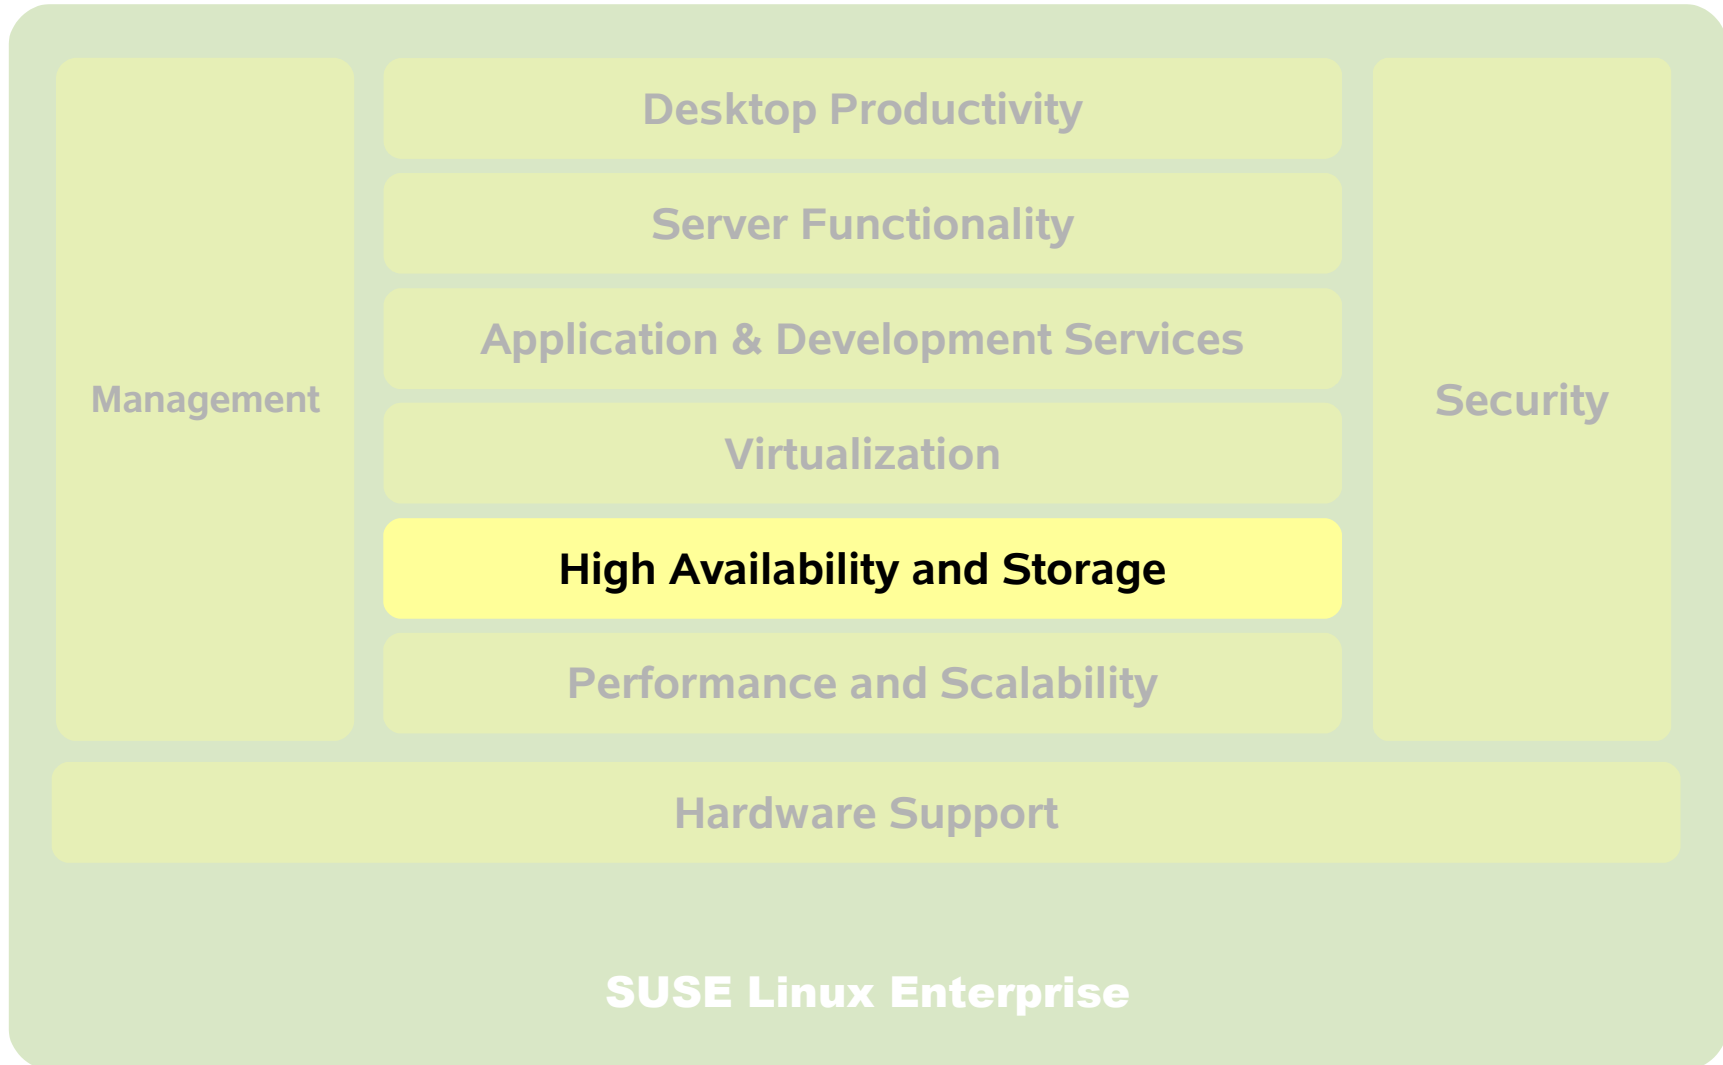 Desktop Productivity
Server Functionality
Application & Development Services
Management
Security
Virtualization
High Availability and Storage
Performance and Scalability
Hardware Support
SUSE Linux Enterprise